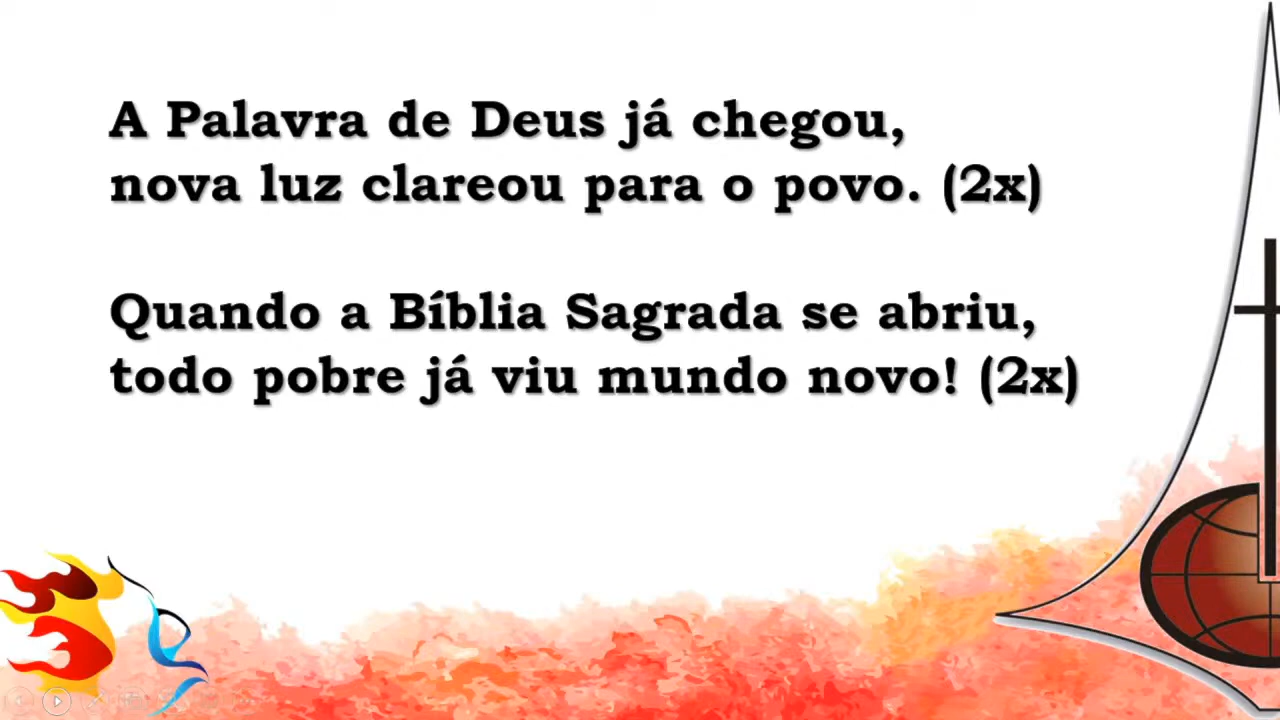 A Palavra de Deus já chegou,
nova luz clareou para o povo. (2x)
Quando a Bíblia Sagrada se abriu,
todo pobre já viu mundo novo! (2x)